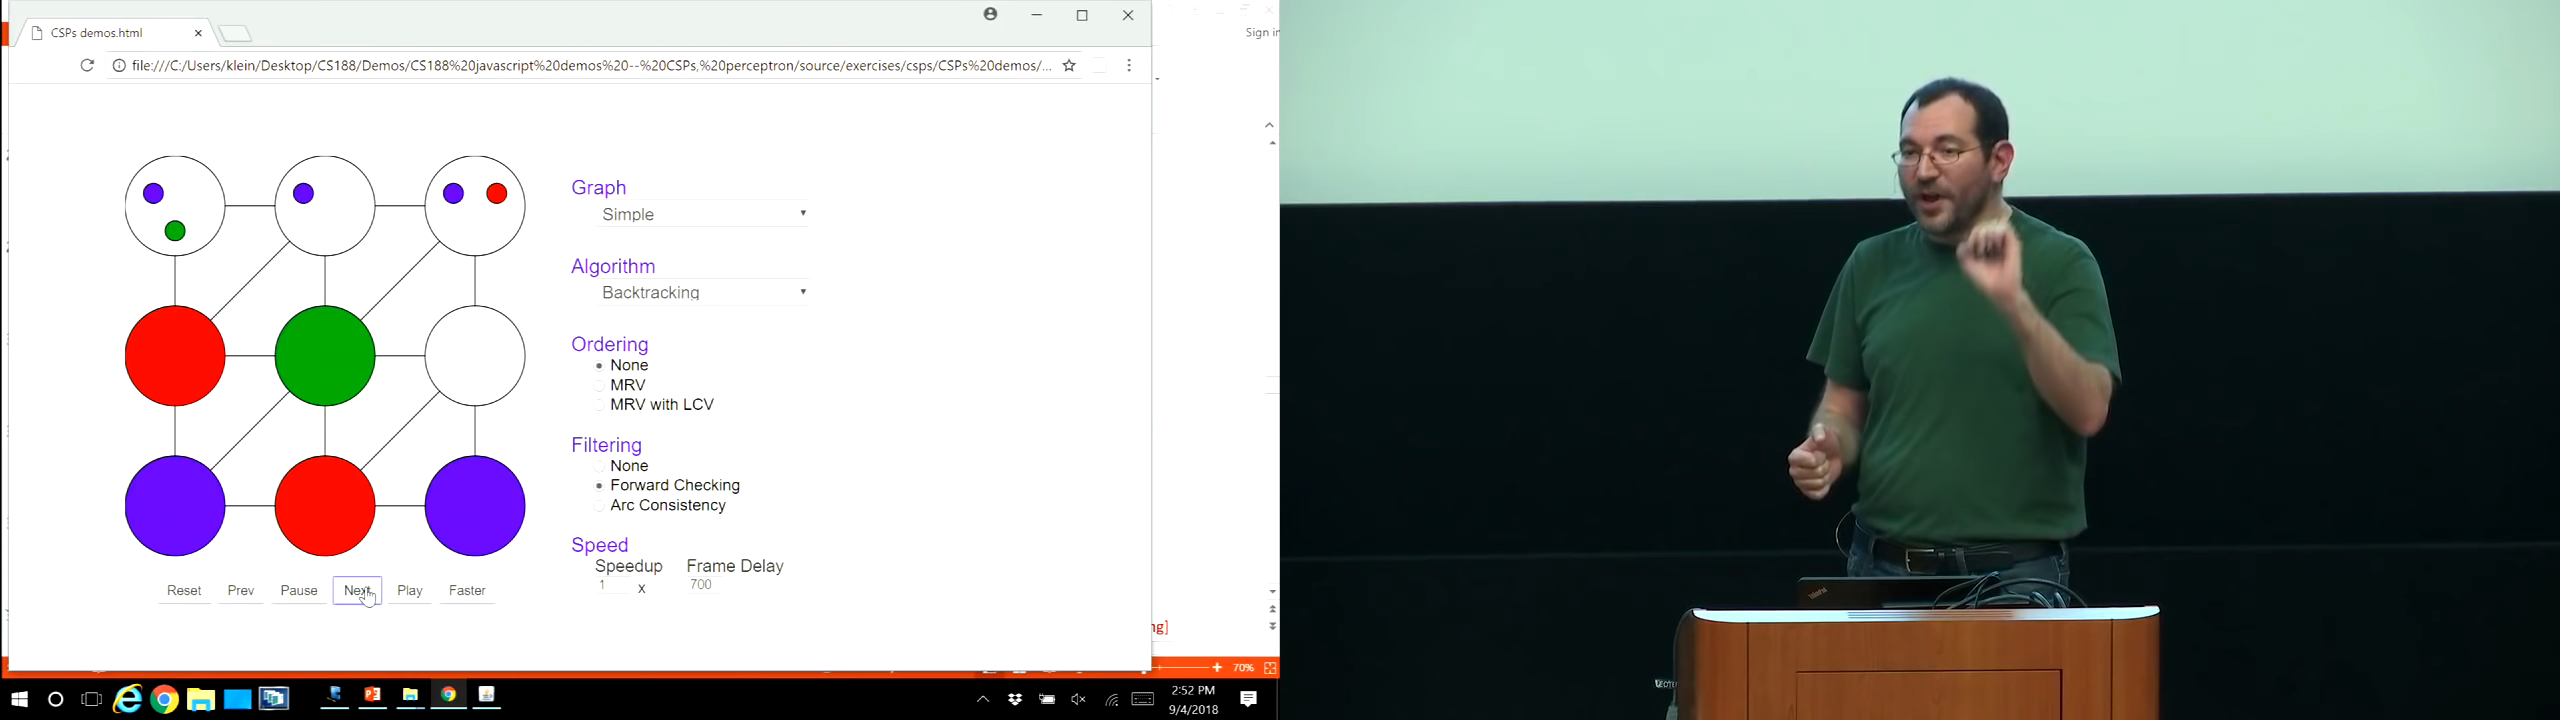 CSPs demos.html
Sign in
file:///C:/Users/klein/Desktop/CS188/Demos/CS188%20javascript%20demos%20--%20CSPs,%20perceptron/source/exercises/csps/CSPs%20demos/...
Graph
Simple
Algorithm
Backtracking
Ordering
None
MRV
MRV with LCV
Filtering
None
Forward Checking
Arc Consistency
Speed
Speedup Frame Delay
1 x 700
Reset Prev Pause Next Play Faster
ng]
70%
2:52 PM
9/4/2018
ThinkPad